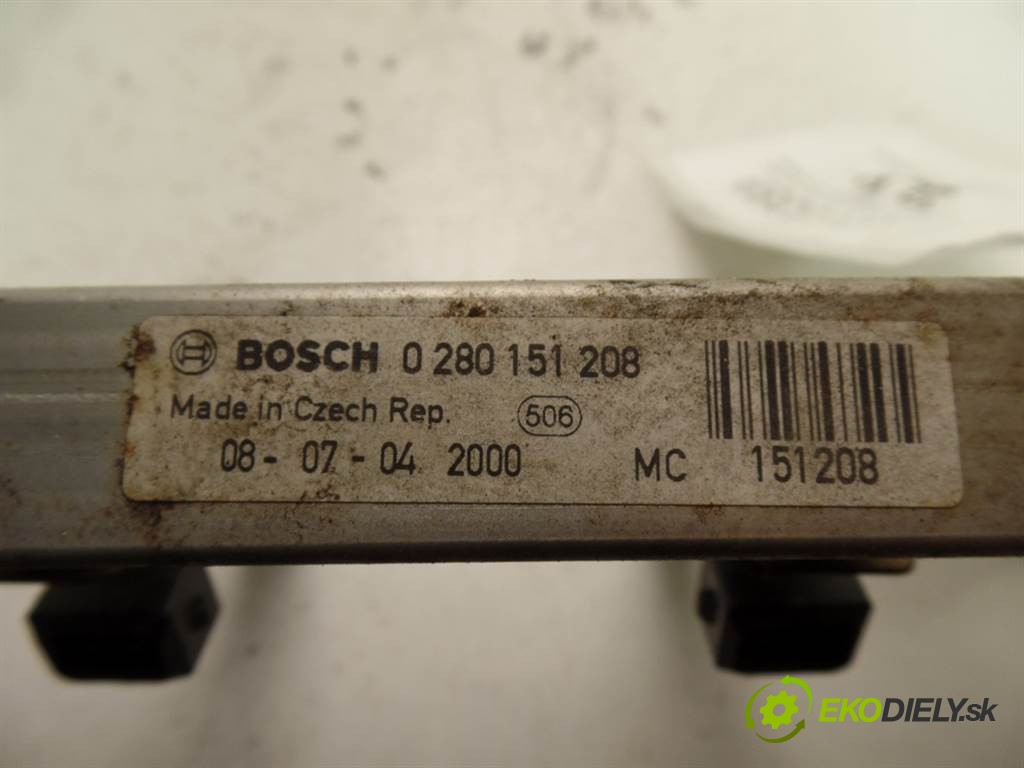 BOSCH 0 280 151 208
Made in Czech Rep. 506
08- 07 - 04 2000 MC 151208
EKODIELY.sk